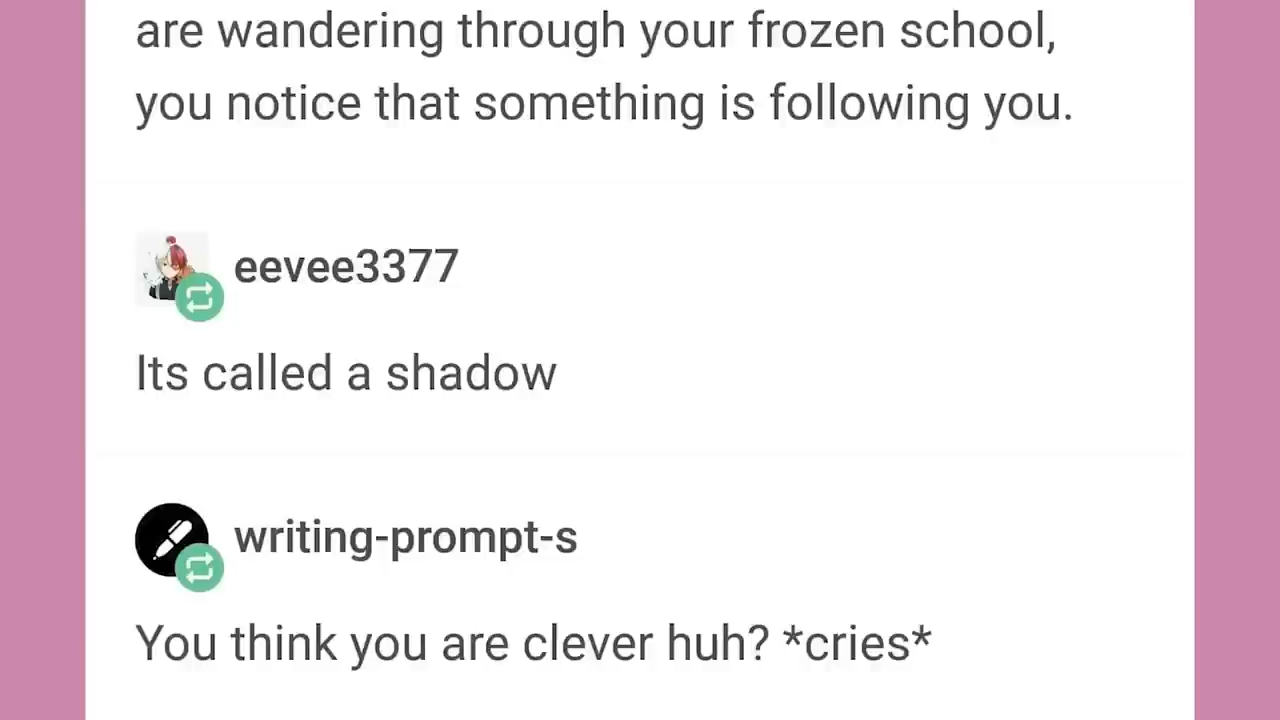 are wandering through your frozen school,
you notice that something is following you.
eevee3377
Its called a shadow
writing-prompt-s
You think you are clever huh? *cries*